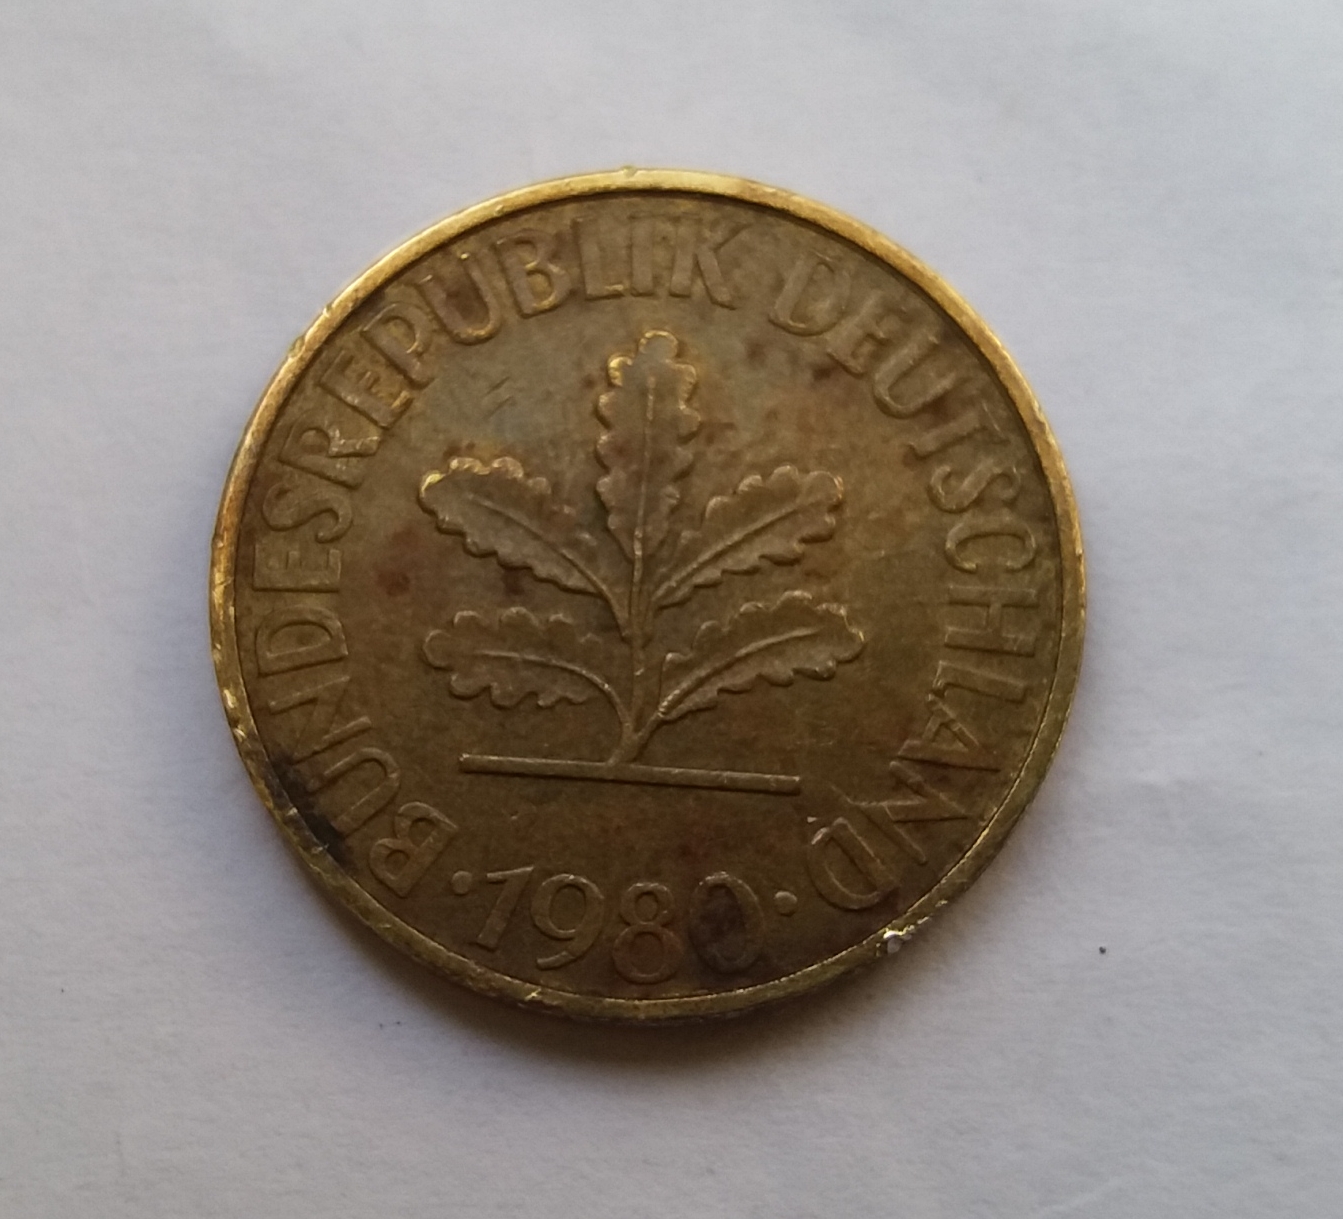 BUNDESREPUBLIK DEUTSCHLAND
·1980·